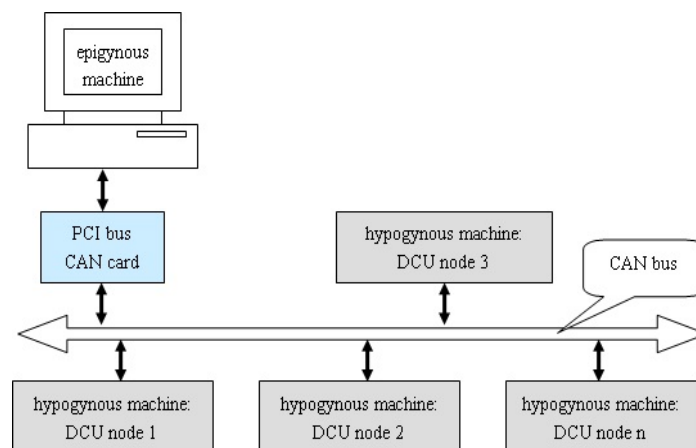 epigynous
machine
PCI bus
CAN card
hypogynous machine:
DCU node 3
CAN bus
hypogynous machine:
DCU node 1
hypogynous machine:
DCU node 2
hypogynous machine:
DCU node n